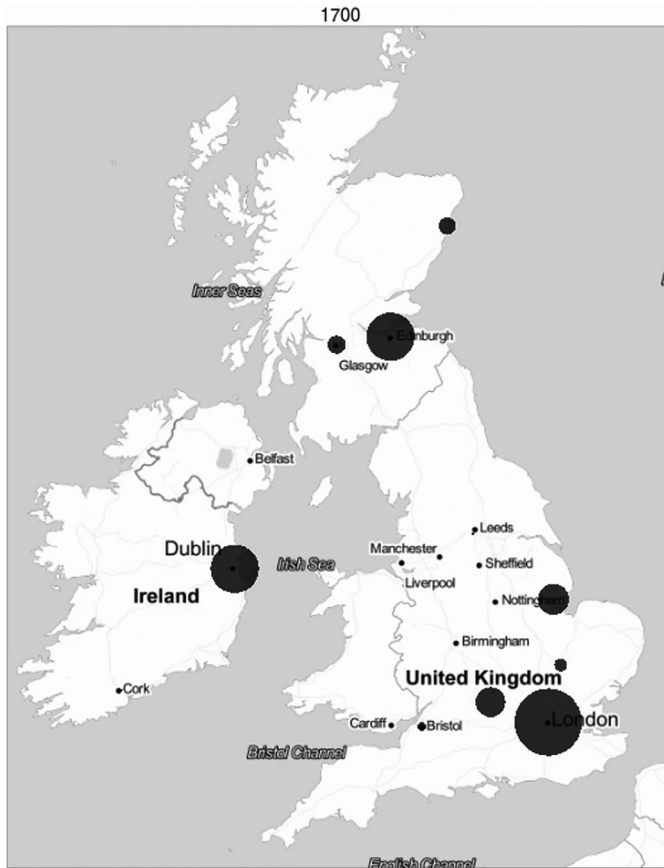 1700
Inner Seas
Edinburgh
Glasgow
Belfast
Leeds
Dublin
Manchester
Irish Sea
Sheffield
Liverpool
Ireland
Nottingham
Birmingham
United Kingdom
Cork
London
Cardiff
Bristol
Bristol Channel
English Channel